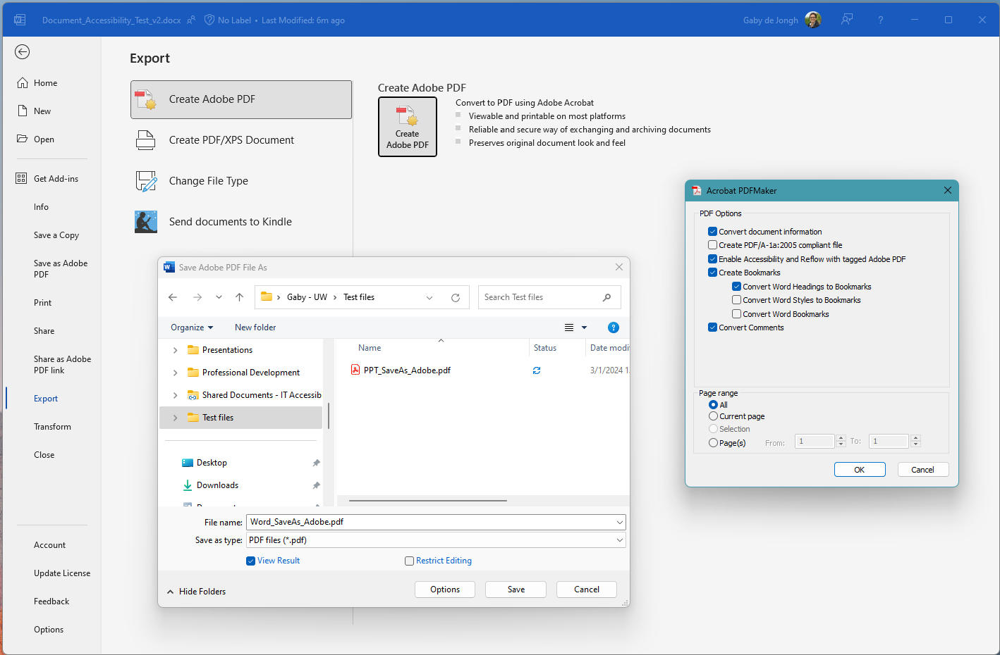 Document_Accessibility_Test_v2.docx No Label • Last Modified: 6m ago
Gaby de Jongh
?
Home
New
Open
Get Add-ins
Info
Save a Copy
Save as Adobe
PDF
Print
Share
Share as Adobe
PDF link
Export
Transform
Close
Account
Update License
Feedback
Options
Export
Create Adobe PDF
Create PDF/XPS Document
Change File Type
Send documents to Kindle
Create Adobe PDF
Create
Adobe PDF
Convert to PDF using Adobe Acrobat
Viewable and printable on most platforms
Reliable and secure way of exchanging and archiving documents
Preserves original document look and feel
Save Adobe PDF File As
Gaby - UW > Test files
Search Test files
Organize
New folder
?
Presentations
Professional Development
Shared Documents - IT Accessib
Test files
Desktop
Downloads
Name
Status
Date modi
PPT_SaveAs_Adobe.pdf
3/1/2024 1
File name: Word_SaveAs_Adobe.pdf
Save as type: PDF files (*.pdf)
View Result
Restrict Editing
Hide Folders
Options
Save
Cancel
Acrobat PDFMaker
PDF Options
Convert document information
Create PDF/A-1a:2005 compliant file
Enable Accessibility and Reflow with tagged Adobe PDF
Create Bookmarks
Convert Word Headings to Bookmarks
Convert Word Styles to Bookmarks
Convert Word Bookmarks
Convert Comments
Page range
All
Current page
Selection
Page(s) From: 1 To: 1
OK
Cancel